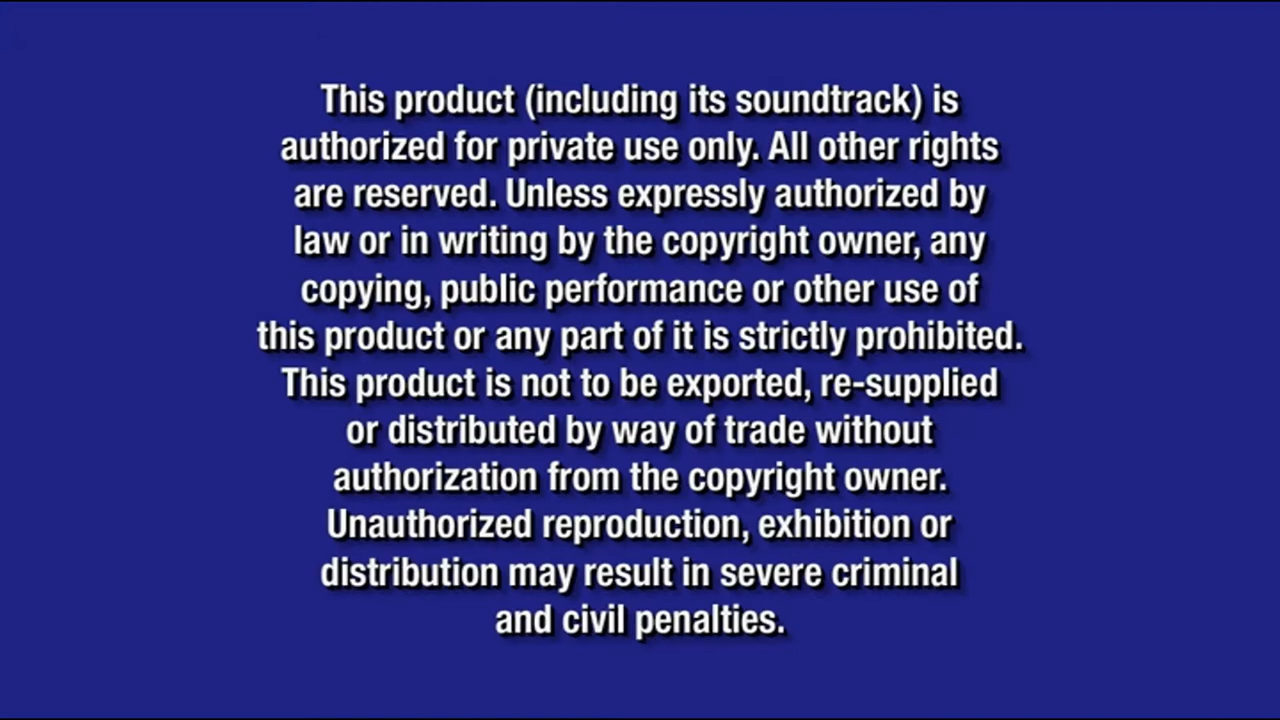 This product (including its soundtrack) is
authorized for private use only. All other rights
are reserved. Unless expressly authorized by
law or in writing by the copyright owner, any
copying, public performance or other use of
this product or any part of it is strictly prohibited.
This product is not to be exported, re-supplied
or distributed by way of trade without
authorization from the copyright owner.
Unauthorized reproduction, exhibition or
distribution may result in severe criminal
and civil penalties.